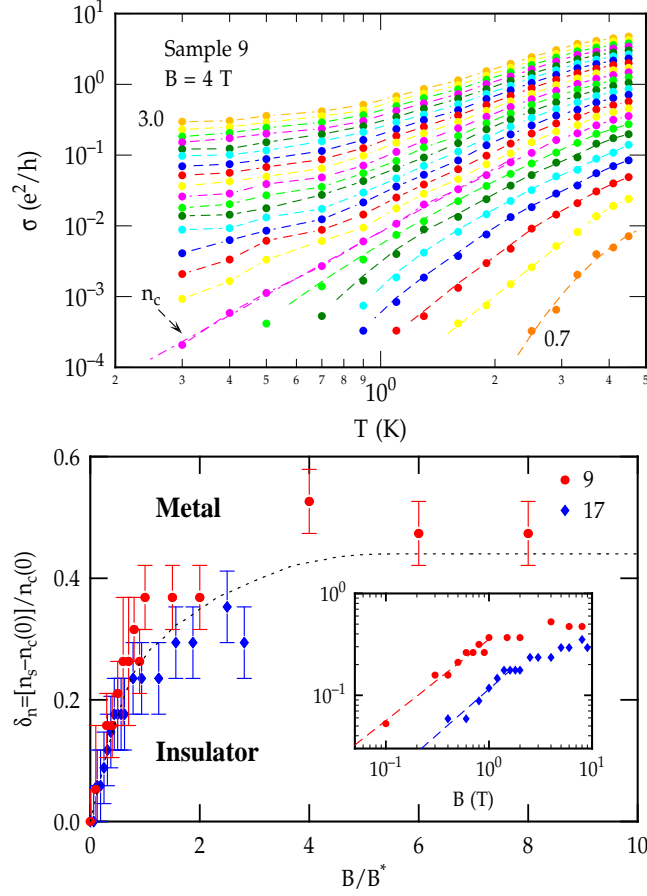 10^1
10^0
10^-1
10^-2
10^-3
10^-4
σ (e^2/h)
Sample 9
B = 4 T
3.0
n_c
0.7
2 3 4 5 6 7 8 9 10^0 2 3 4 5
T (K)
0.6
0.4
0.2
0.0
δ_n=[n_s−n_c(0)]/n_c(0)
Metal
Insulator
9
17
10^0
10^-1
10^-1 10^0 10^1
B (T)
0 2 4 6 8 10
B/B^*